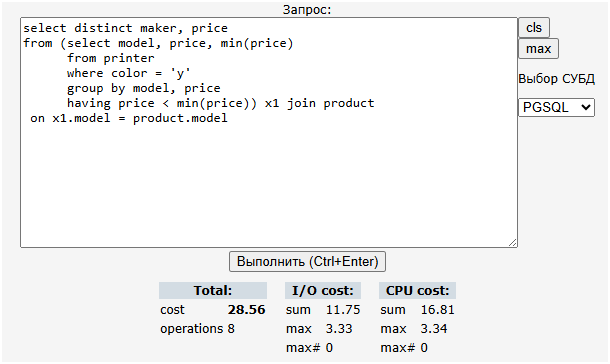 Запрос:
select distinct maker, price
from (select model, price, min(price)
from printer
where color = 'y'
group by model, price
having price < min(price)) x1 join product
on x1.model = product.model
cls
max
Выбор СУБД
PGSQL
Выполнить (Ctrl+Enter)
Total: I/O cost: CPU cost:
cost 28.56 sum 11.75 sum 16.81
operations 8 max 3.33 max 3.34
max# 0 max# 0